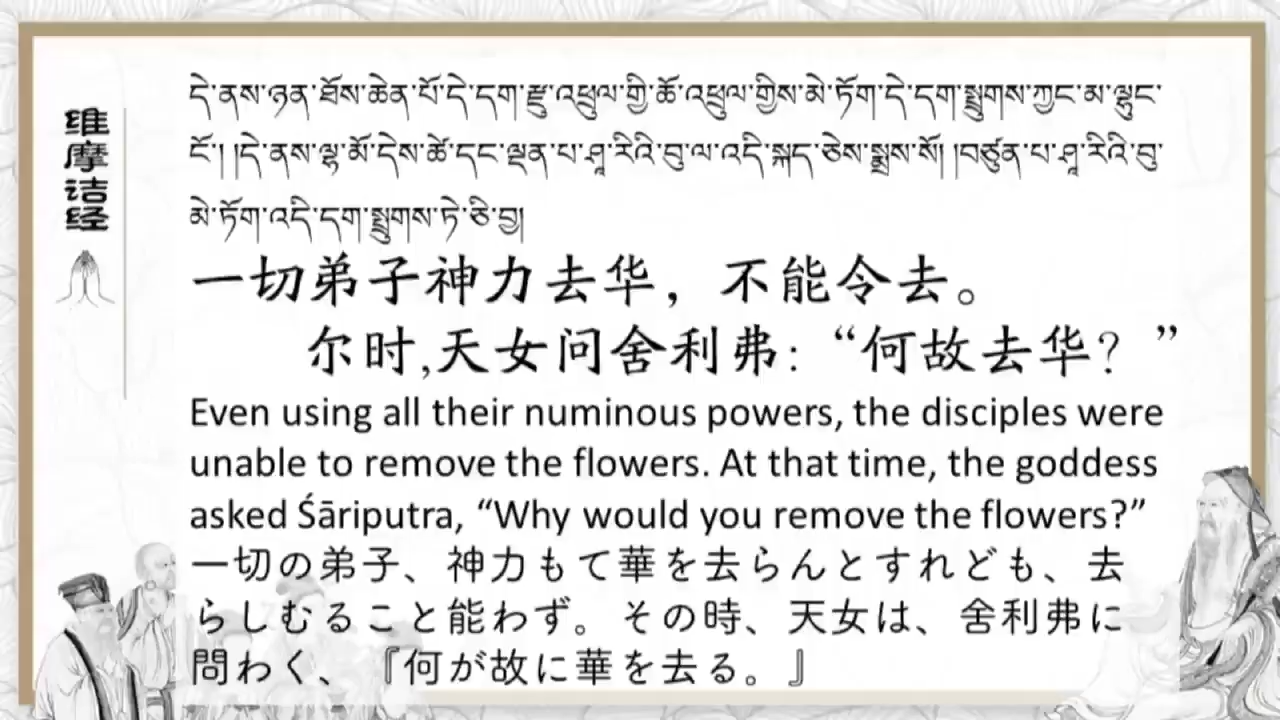 维摩诘经
དེ་ནས་ཉན་ཐོས་ཆེན་པོ་དེ་དག་རྫུ་འཕྲུལ་གྱི་ཆོ་འཕྲུལ་གྱིས་མེ་ཏོག་དེ་དག་སྤྲུགས་ཀྱང་མ་ལྷུང་
ངོ་། །དེ་ནས་ལྷ་མོ་དེས་ཚེ་དང་ལྡན་པ་ཤཱ་རིའི་བུ་ལ་འདི་སྐད་ཅེས་སྨྲས་སོ། །བཙུན་པ་ཤཱ་རིའི་བུ་
མེ་ཏོག་འདི་དག་སྤྲུགས་ཏེ་ཅི་བྱ།
一切弟子神力去华，不能令去。
尔时,天女问舍利弗:“何故去华？”
Even using all their numinous powers, the disciples were
unable to remove the flowers. At that time, the goddess
asked Śāriputra, “Why would you remove the flowers?”
一切の弟子、神力もて華を去らんとすれども、去
らしむること能わず。その時、天女は、舎利弗に
問わく、『何が故に華を去る。』